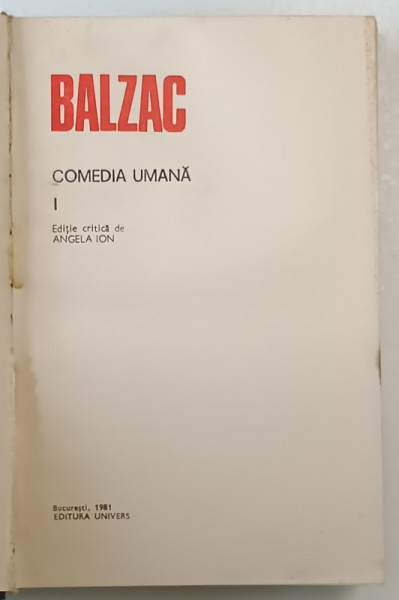 BALZAC
COMEDIA UMANĂ
I
Ediție critică de
ANGELA ION
București, 1981
EDITURA UNIVERS